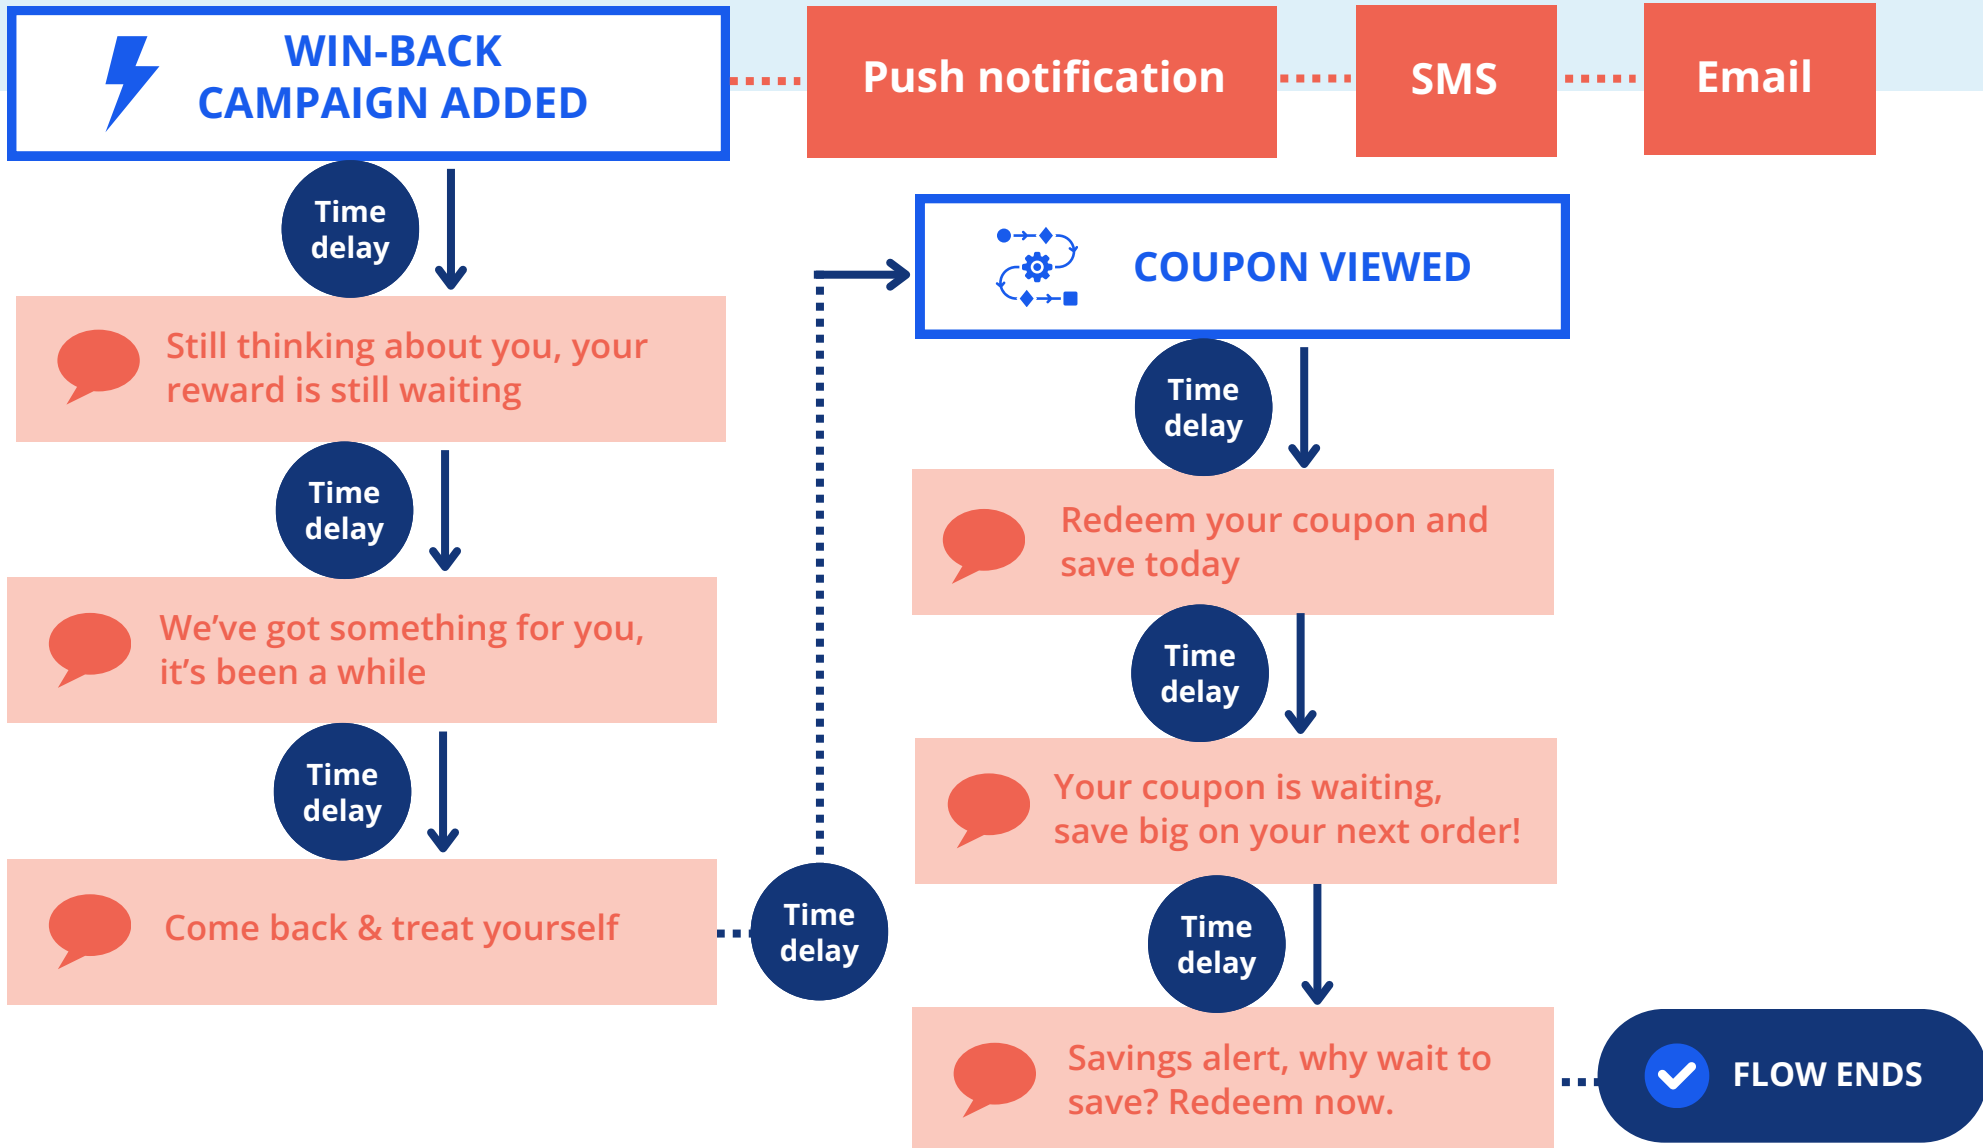 WIN-BACK
CAMPAIGN ADDED
Push notification
SMS
Email
Time
delay
Still thinking about you, your
reward is still waiting
Time
delay
We’ve got something for you,
it’s been a while
Time
delay
Come back & treat yourself
Time
delay
COUPON VIEWED
Time
delay
Redeem your coupon and
save today
Time
delay
Your coupon is waiting,
save big on your next order!
Time
delay
Savings alert, why wait to
save? Redeem now.
FLOW ENDS